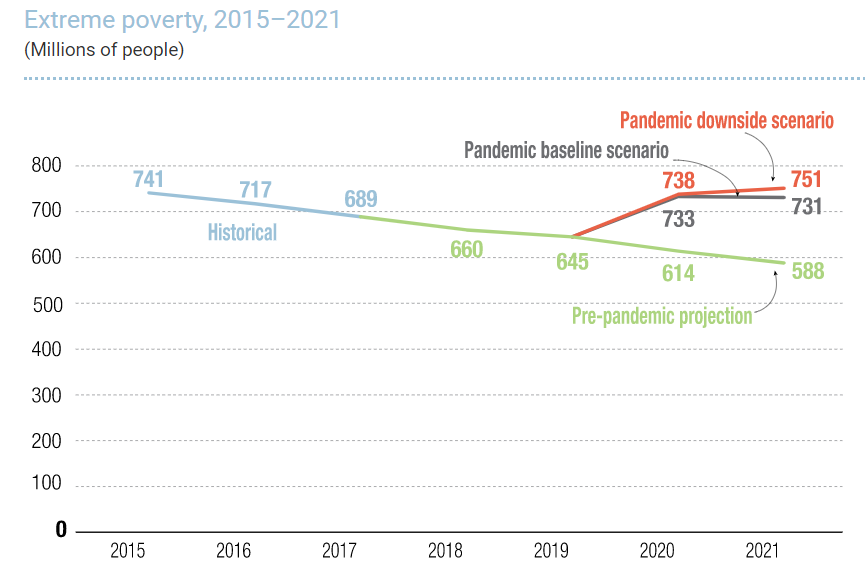 Extreme poverty, 2015–2021
(Millions of people)
Pandemic downside scenario
Pandemic baseline scenario
800
741
717
689
738
751
700
733
731
Historical
660
645
614
588
600
500
Pre-pandemic projection
400
300
200
100
0
2015 2016 2017 2018 2019 2020 2021